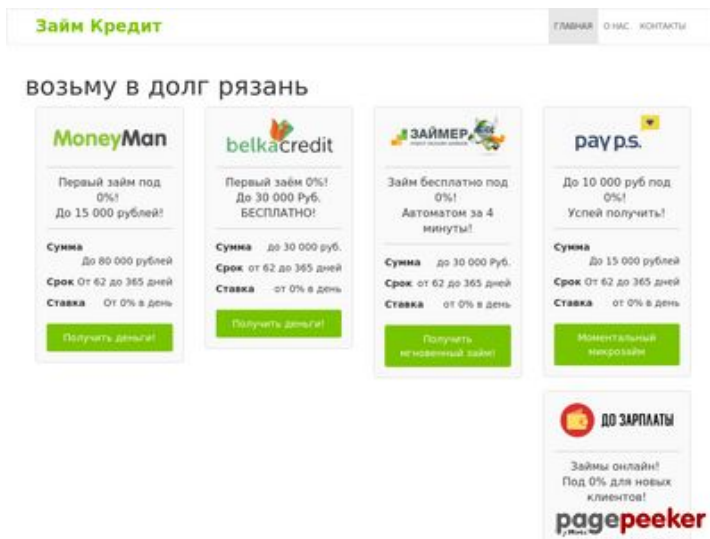 Займ Кредит
ГЛАВНАЯ О НАС. КОНТАКТЫ
возьму в долг рязань
MoneyMan
Первый займ под
0%!
До 15 000 рублей!
Сумма
До 80 000 рублей
Срок От 62 до 365 дней
Ставка От 0% в день
Получить деньги!
belkacredit
Первый заём 0%!
До 30 000 Руб.
БЕСПЛАТНО!
Сумма до 30 000 руб.
Срок от 62 до 365 дней
Ставка от 0% в день
Получить деньги!
ЗАЙМЕР
Займ бесплатно под
0%!
Автоматом за 4
минуты!
Сумма до 30 000 Руб.
Срок от 62 до 365 дней
Ставка от 0% в день
Получить
мгновенный займ!
pay p.s.
До 10 000 руб под
0%!
Успей получить!
Сумма
До 15 000 рублей
Срок От 62 до 365 дней
Ставка от 0% в день
Моментальный
микрозайм
ДО ЗАРПЛАТЫ
Займы онлайн!
Под 0% для новых
клиентов!
pagepeeker